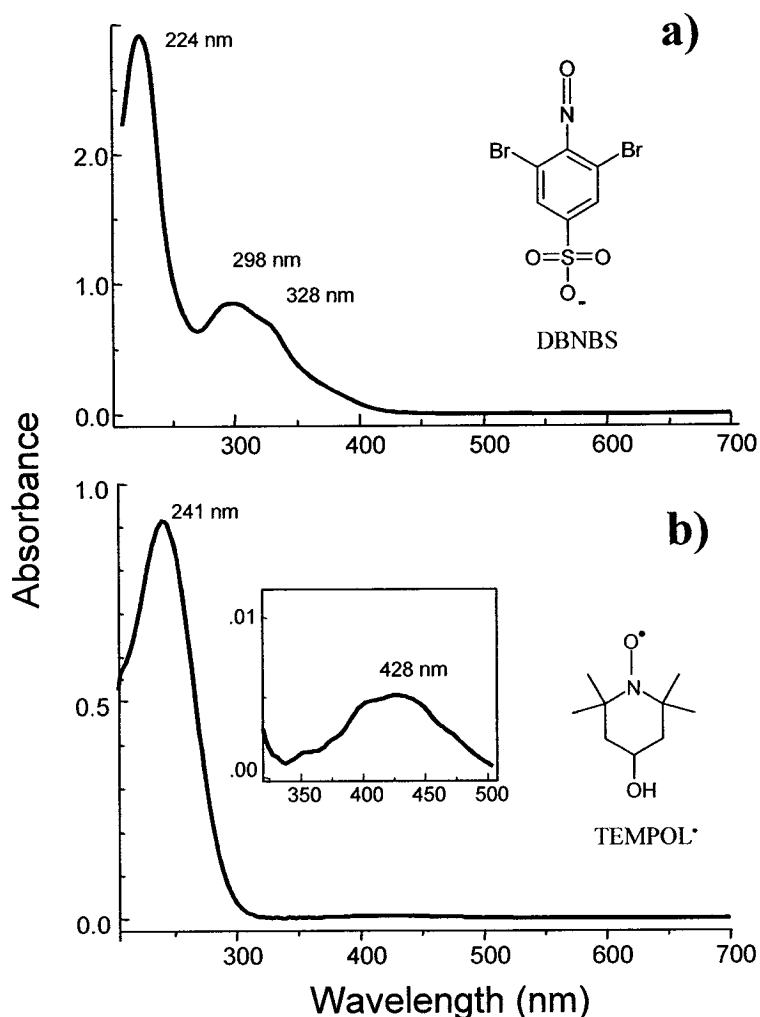 a)
224 nm
298 nm
328 nm
2.0
1.0
0.0
300
400
500
600
700
O
N
Br
Br
O=S=O
O-
DBNBS
Absorbance
b)
241 nm
1.0
0.5
0.0
.01
.00
428 nm
350
400
450
500
O•
N
OH
TEMPOL•
300
400
500
600
700
Wavelength (nm)